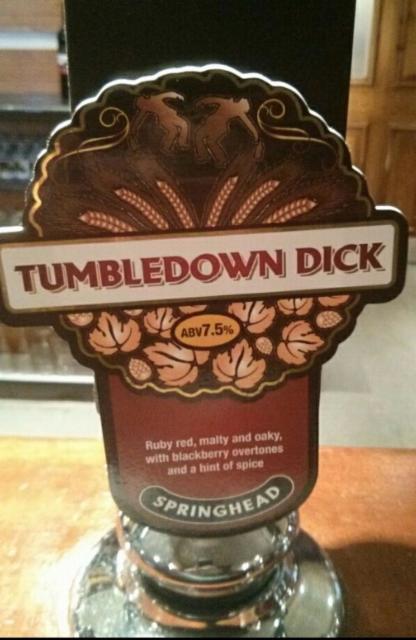 TUMBLEDOWN DICK
ABV7.5%
Ruby red, malty and oaky,
with blackberry overtones
and a hint of spice
SPRINGHEAD